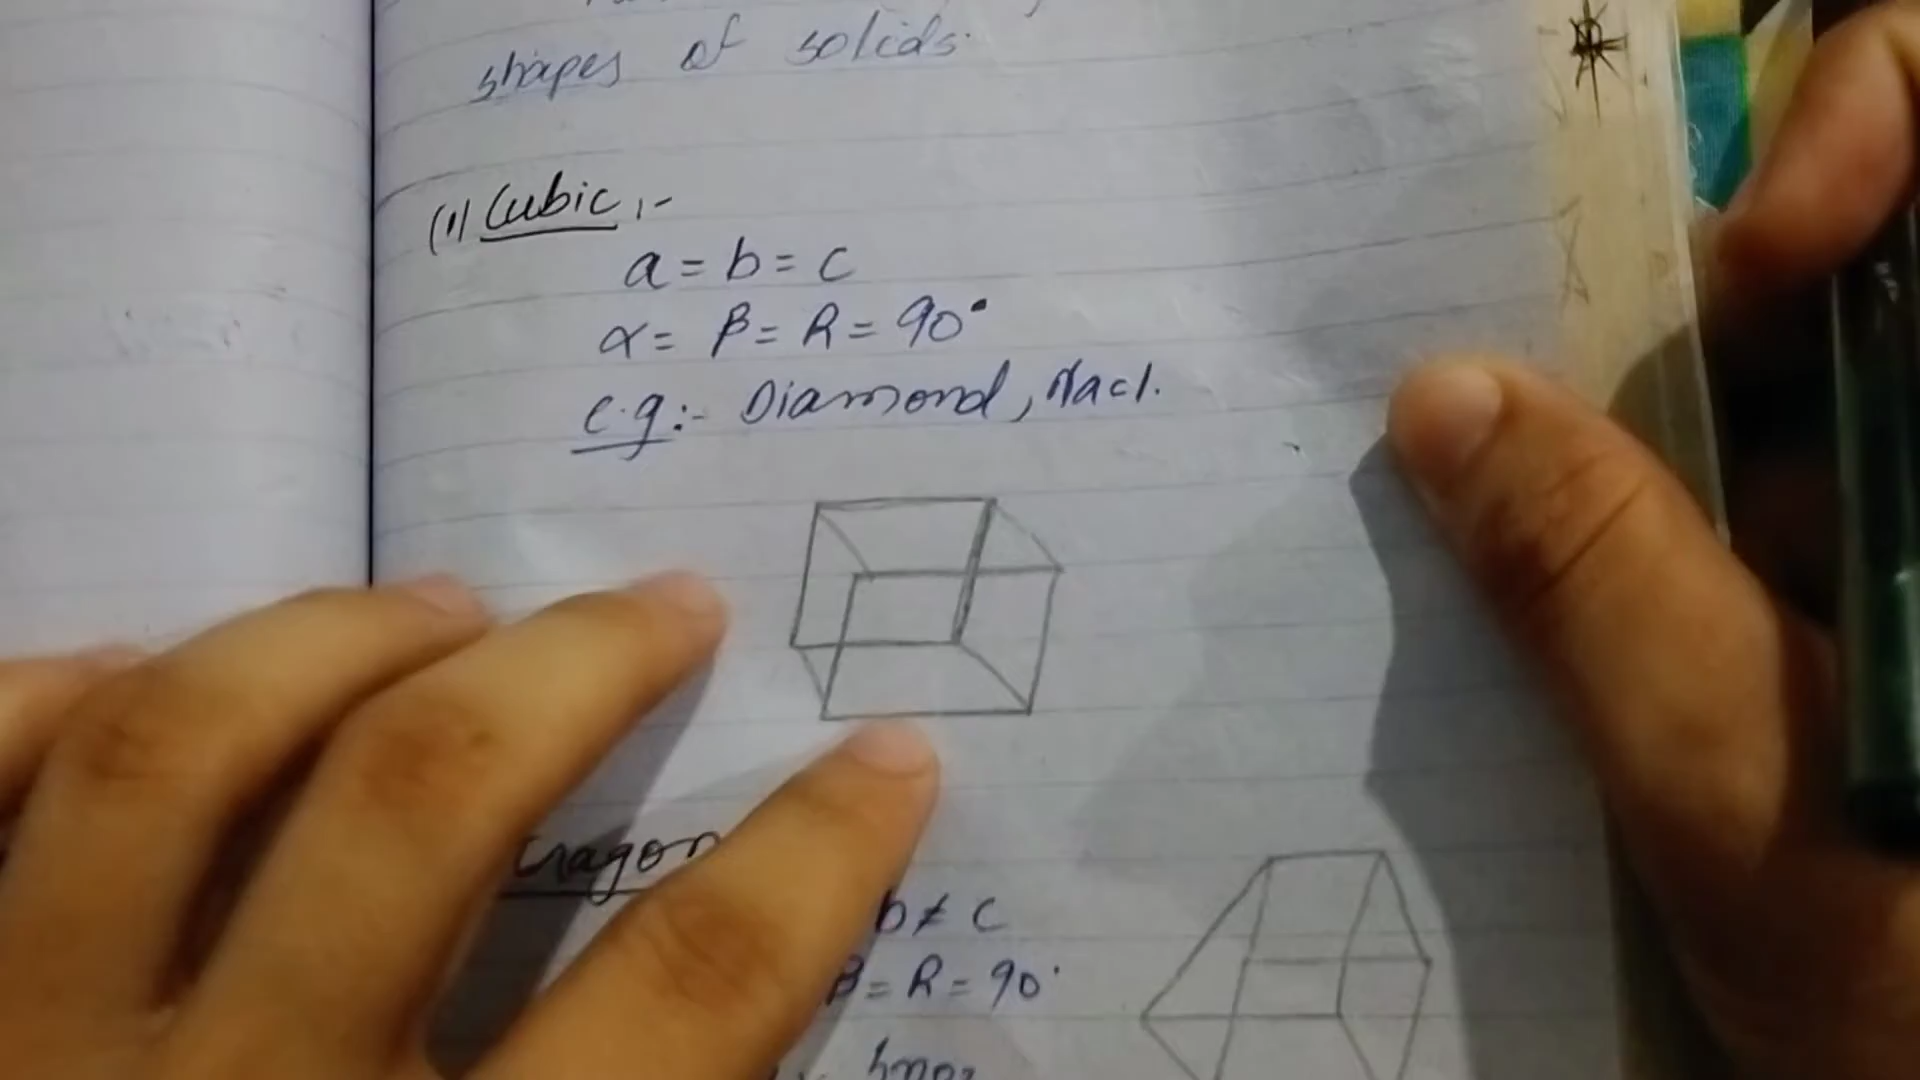 shapes of solids.
(1) Cubic :-
a = b = c
α = β = R = 90°
e.g :- Diamond, Nacl.
b ≠ c
β = R = 90°